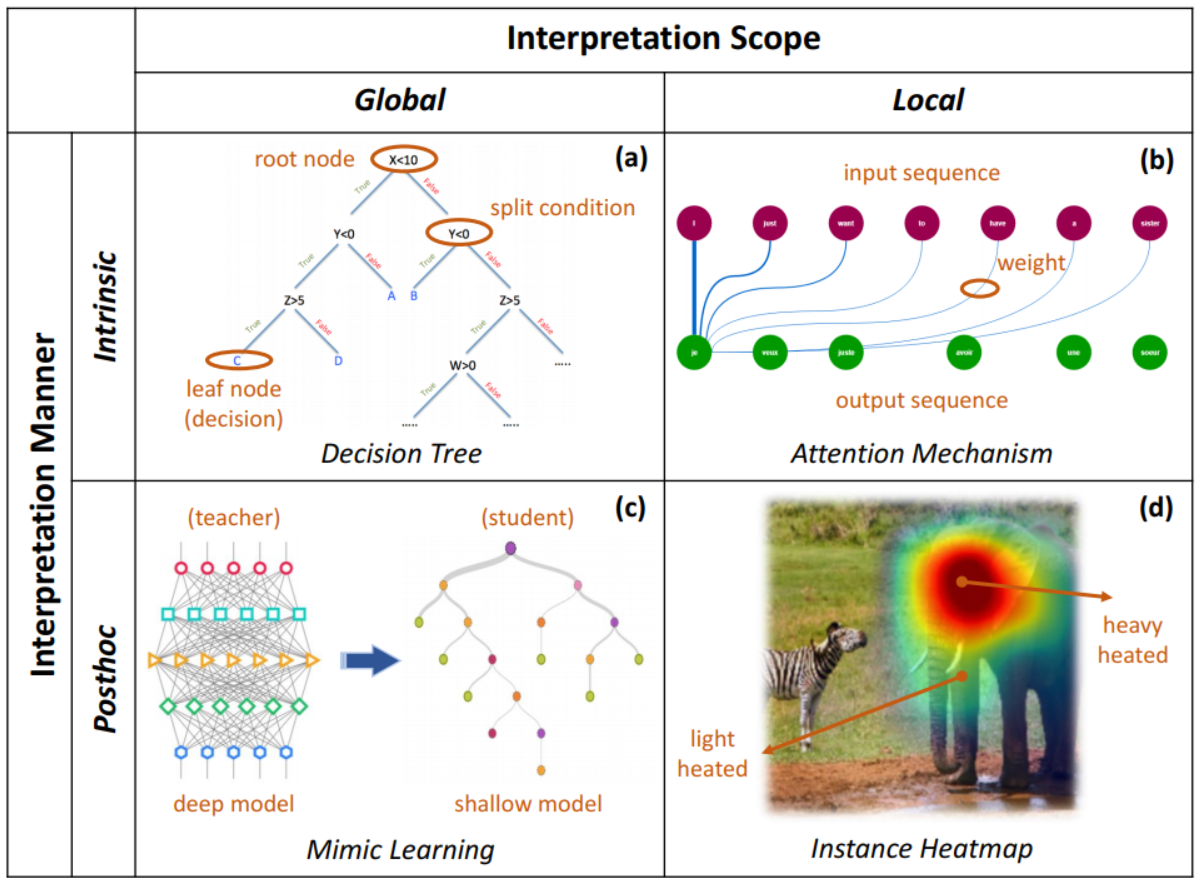 Interpretation Scope
Global
Local
Interpretation Manner
Intrinsic
Posthoc
(a)
root node
X<10
True
False
split condition
Y<0
Y<0
True
False
True
False
Z>5
A
B
Z>5
True
False
True
False
C
D
W>0
.....
leaf node
(decision)
True
False
.....
.....
Decision Tree
(b)
input sequence
I
just
want
to
have
a
sister
weight
je
veux
juste
avoir
une
soeur
output sequence
Attention Mechanism
(c)
(teacher)
(student)
deep model
shallow model
Mimic Learning
(d)
heavy
heated
light
heated
Instance Heatmap